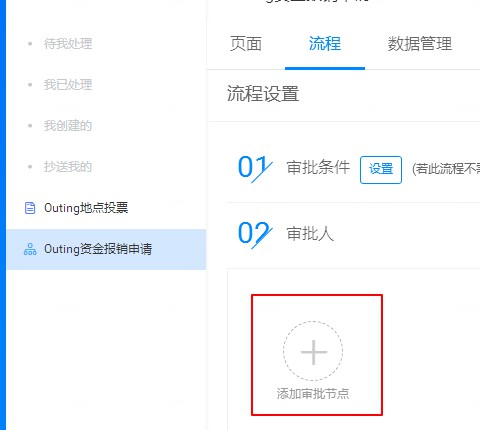 待我处理
我已处理
我创建的
抄送我的
Outing地点投票
Outing资金报销申请
页面 流程 数据管理
流程设置
01 审批条件 设置 (若此流程不
02 审批人
添加审批节点